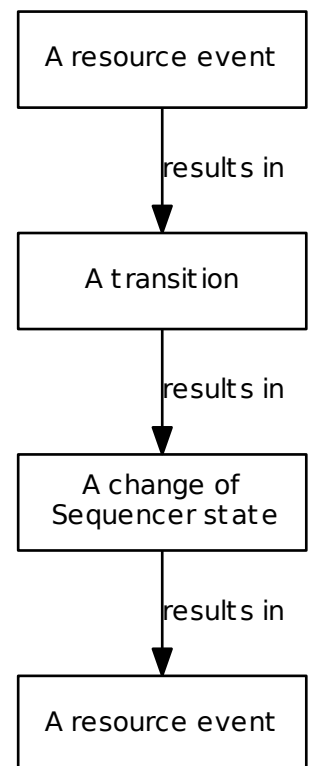 A resource event
results in
A transition
results in
A change of
Sequencer state
results in
A resource event